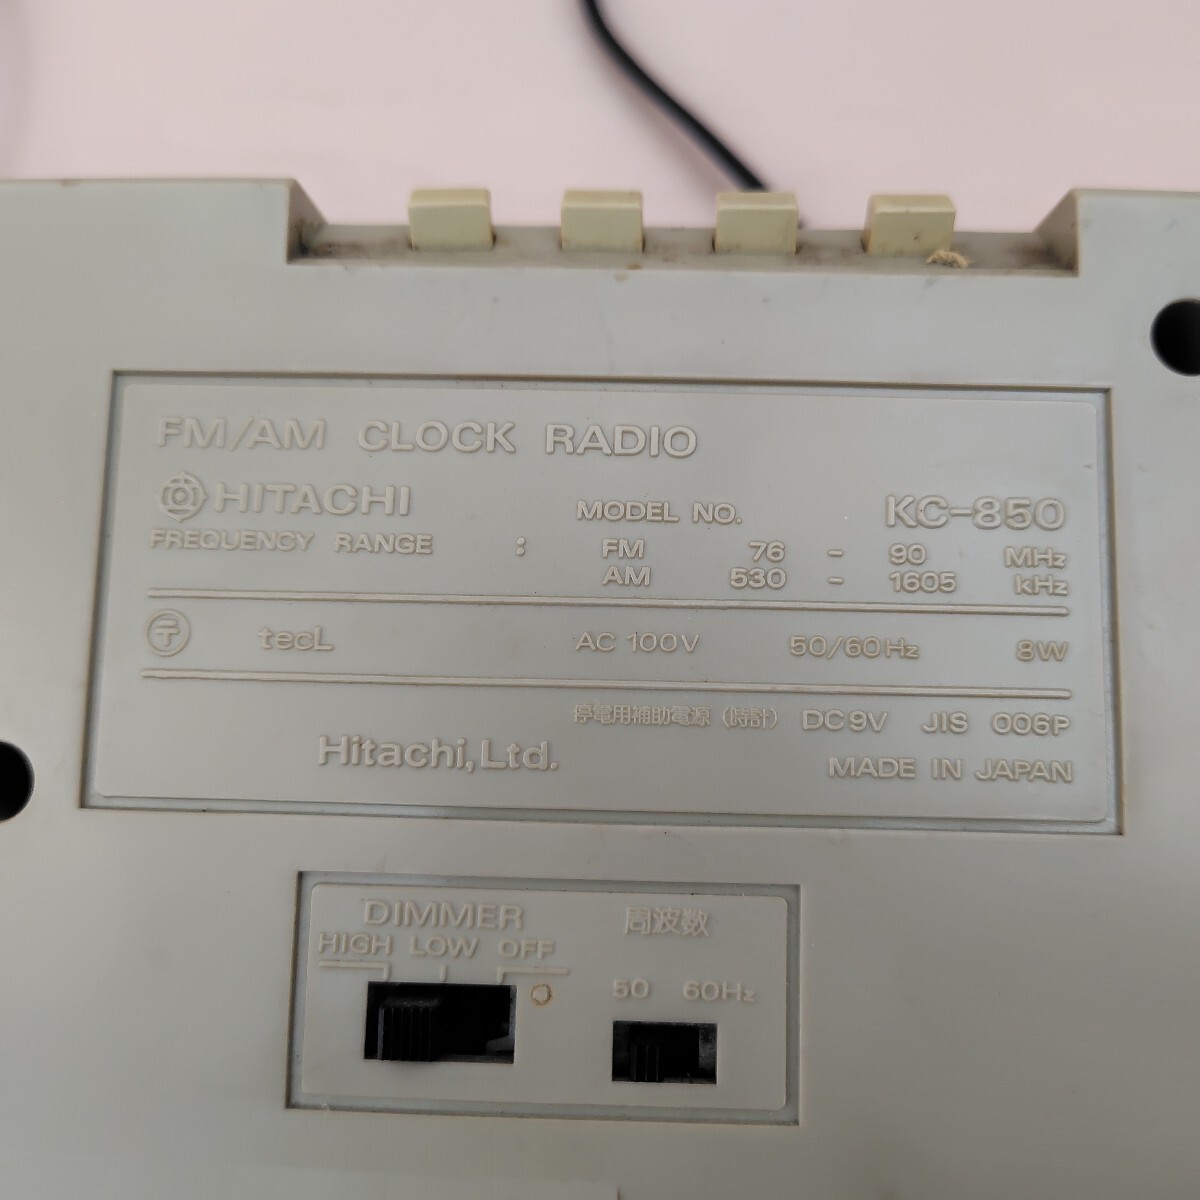 FM/AM CLOCK RADIO
HITACHI MODEL NO. KC-850
FREQUENCY RANGE : FM 76 - 90 MHz
AM 530 - 1605 kHz
〒 tecL AC 100V 50/60Hz 8W
停電用補助電源 (時計) DC9V JIS 006P
Hitachi, Ltd. MADE IN JAPAN
DIMMER 周波数
HIGH LOW OFF
50 60Hz